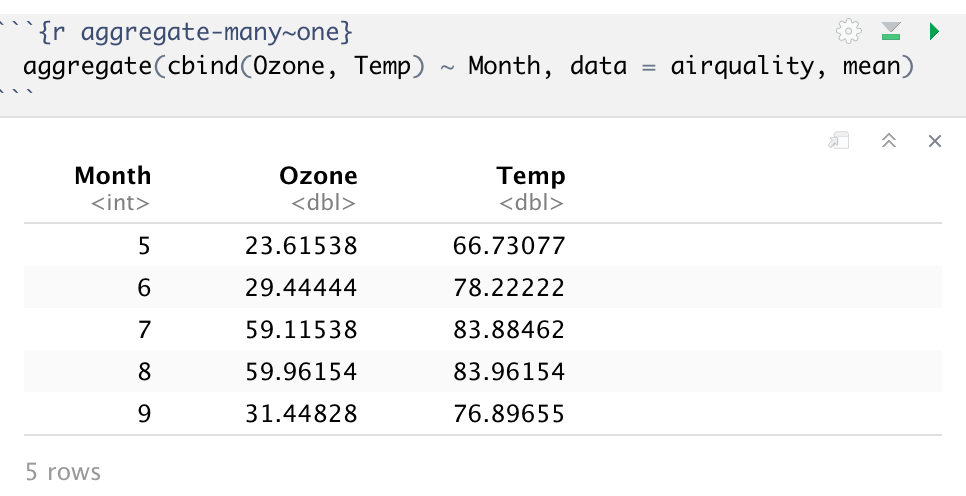 ```{r aggregate-many~one}
aggregate(cbind(Ozone, Temp) ~ Month, data = airquality, mean)
```
Month Ozone Temp
<int> <dbl> <dbl>
5 23.61538 66.73077
6 29.44444 78.22222
7 59.11538 83.88462
8 59.96154 83.96154
9 31.44828 76.89655
5 rows